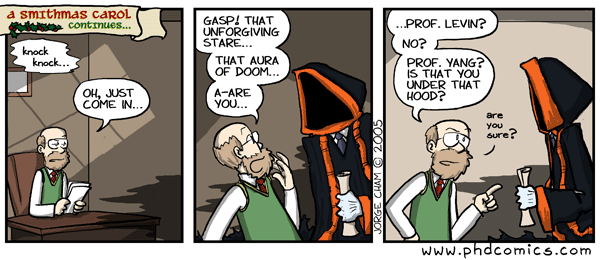 a smithmas carol
continues...
knock
knock...
OH, JUST
COME IN...
GASP! THAT
UNFORGIVING
STARE...
THAT AURA
OF DOOM...
A-ARE
YOU...
JORGE CHAM © 2005
...PROF. LEVIN?
NO?
PROF. YANG?
IS THAT YOU
UNDER THAT
HOOD?
are
you
sure?
www.phdcomics.com